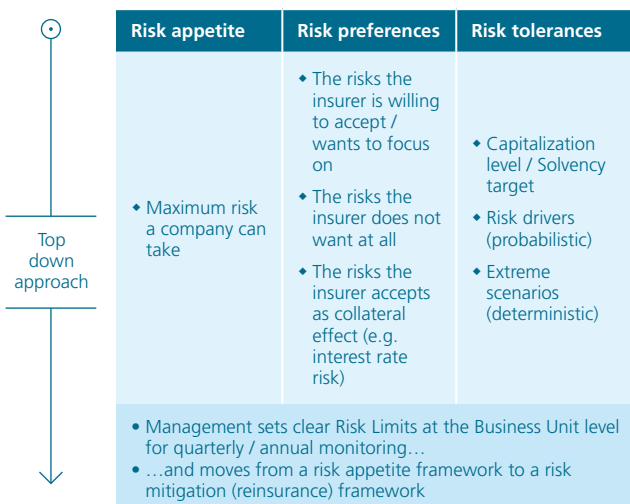 Risk appetite
Risk preferences
Risk tolerances
Top
down
approach
◆ Maximum risk
a company can
take
◆ The risks the
insurer is willing
to accept /
wants to focus
on
◆ The risks the
insurer does not
want at all
◆ The risks the
insurer accepts
as collateral
effect (e.g.
interest rate
risk)
◆ Capitalization
level / Solvency
target
◆ Risk drivers
(probabilistic)
◆ Extreme
scenarios
(deterministic)
• Management sets clear Risk Limits at the Business Unit level
for quarterly / annual monitoring…
• …and moves from a risk appetite framework to a risk
mitigation (reinsurance) framework